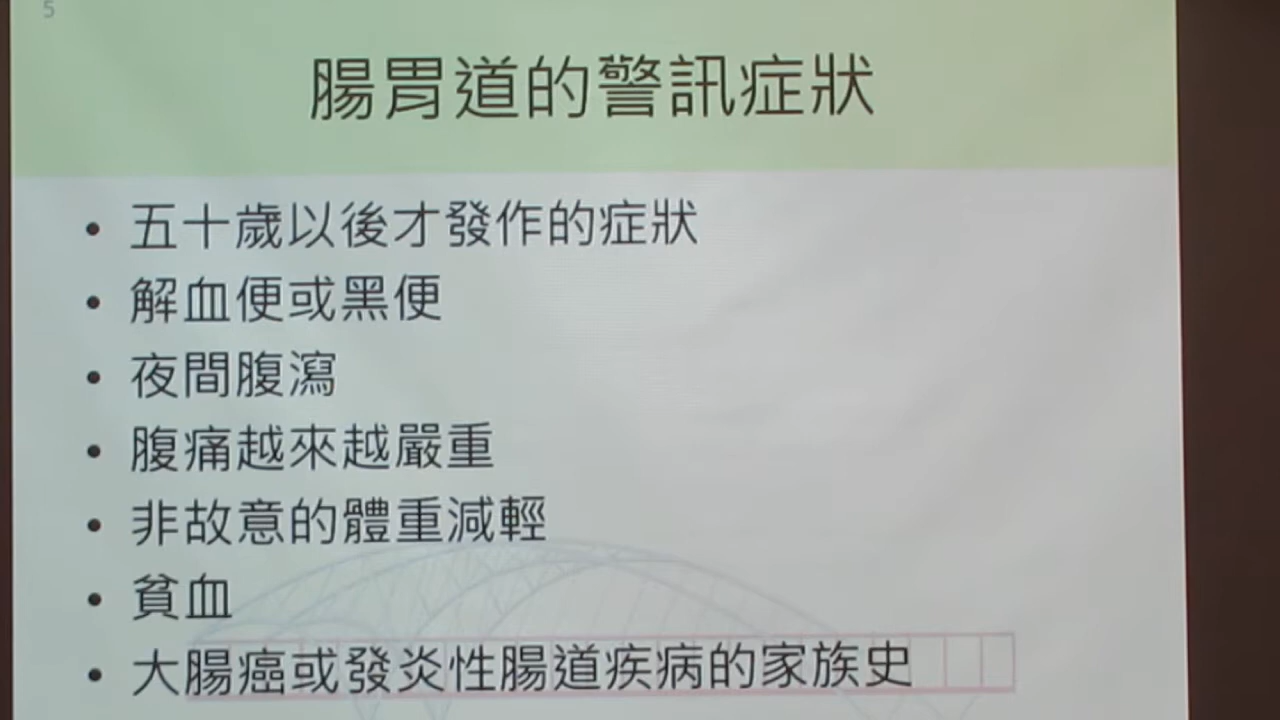 5
腸胃道的警訊症狀
• 五十歲以後才發作的症狀
• 解血便或黑便
• 夜間腹瀉
• 腹痛越來越嚴重
• 非故意的體重減輕
• 貧血
• 大腸癌或發炎性腸道疾病的家族史